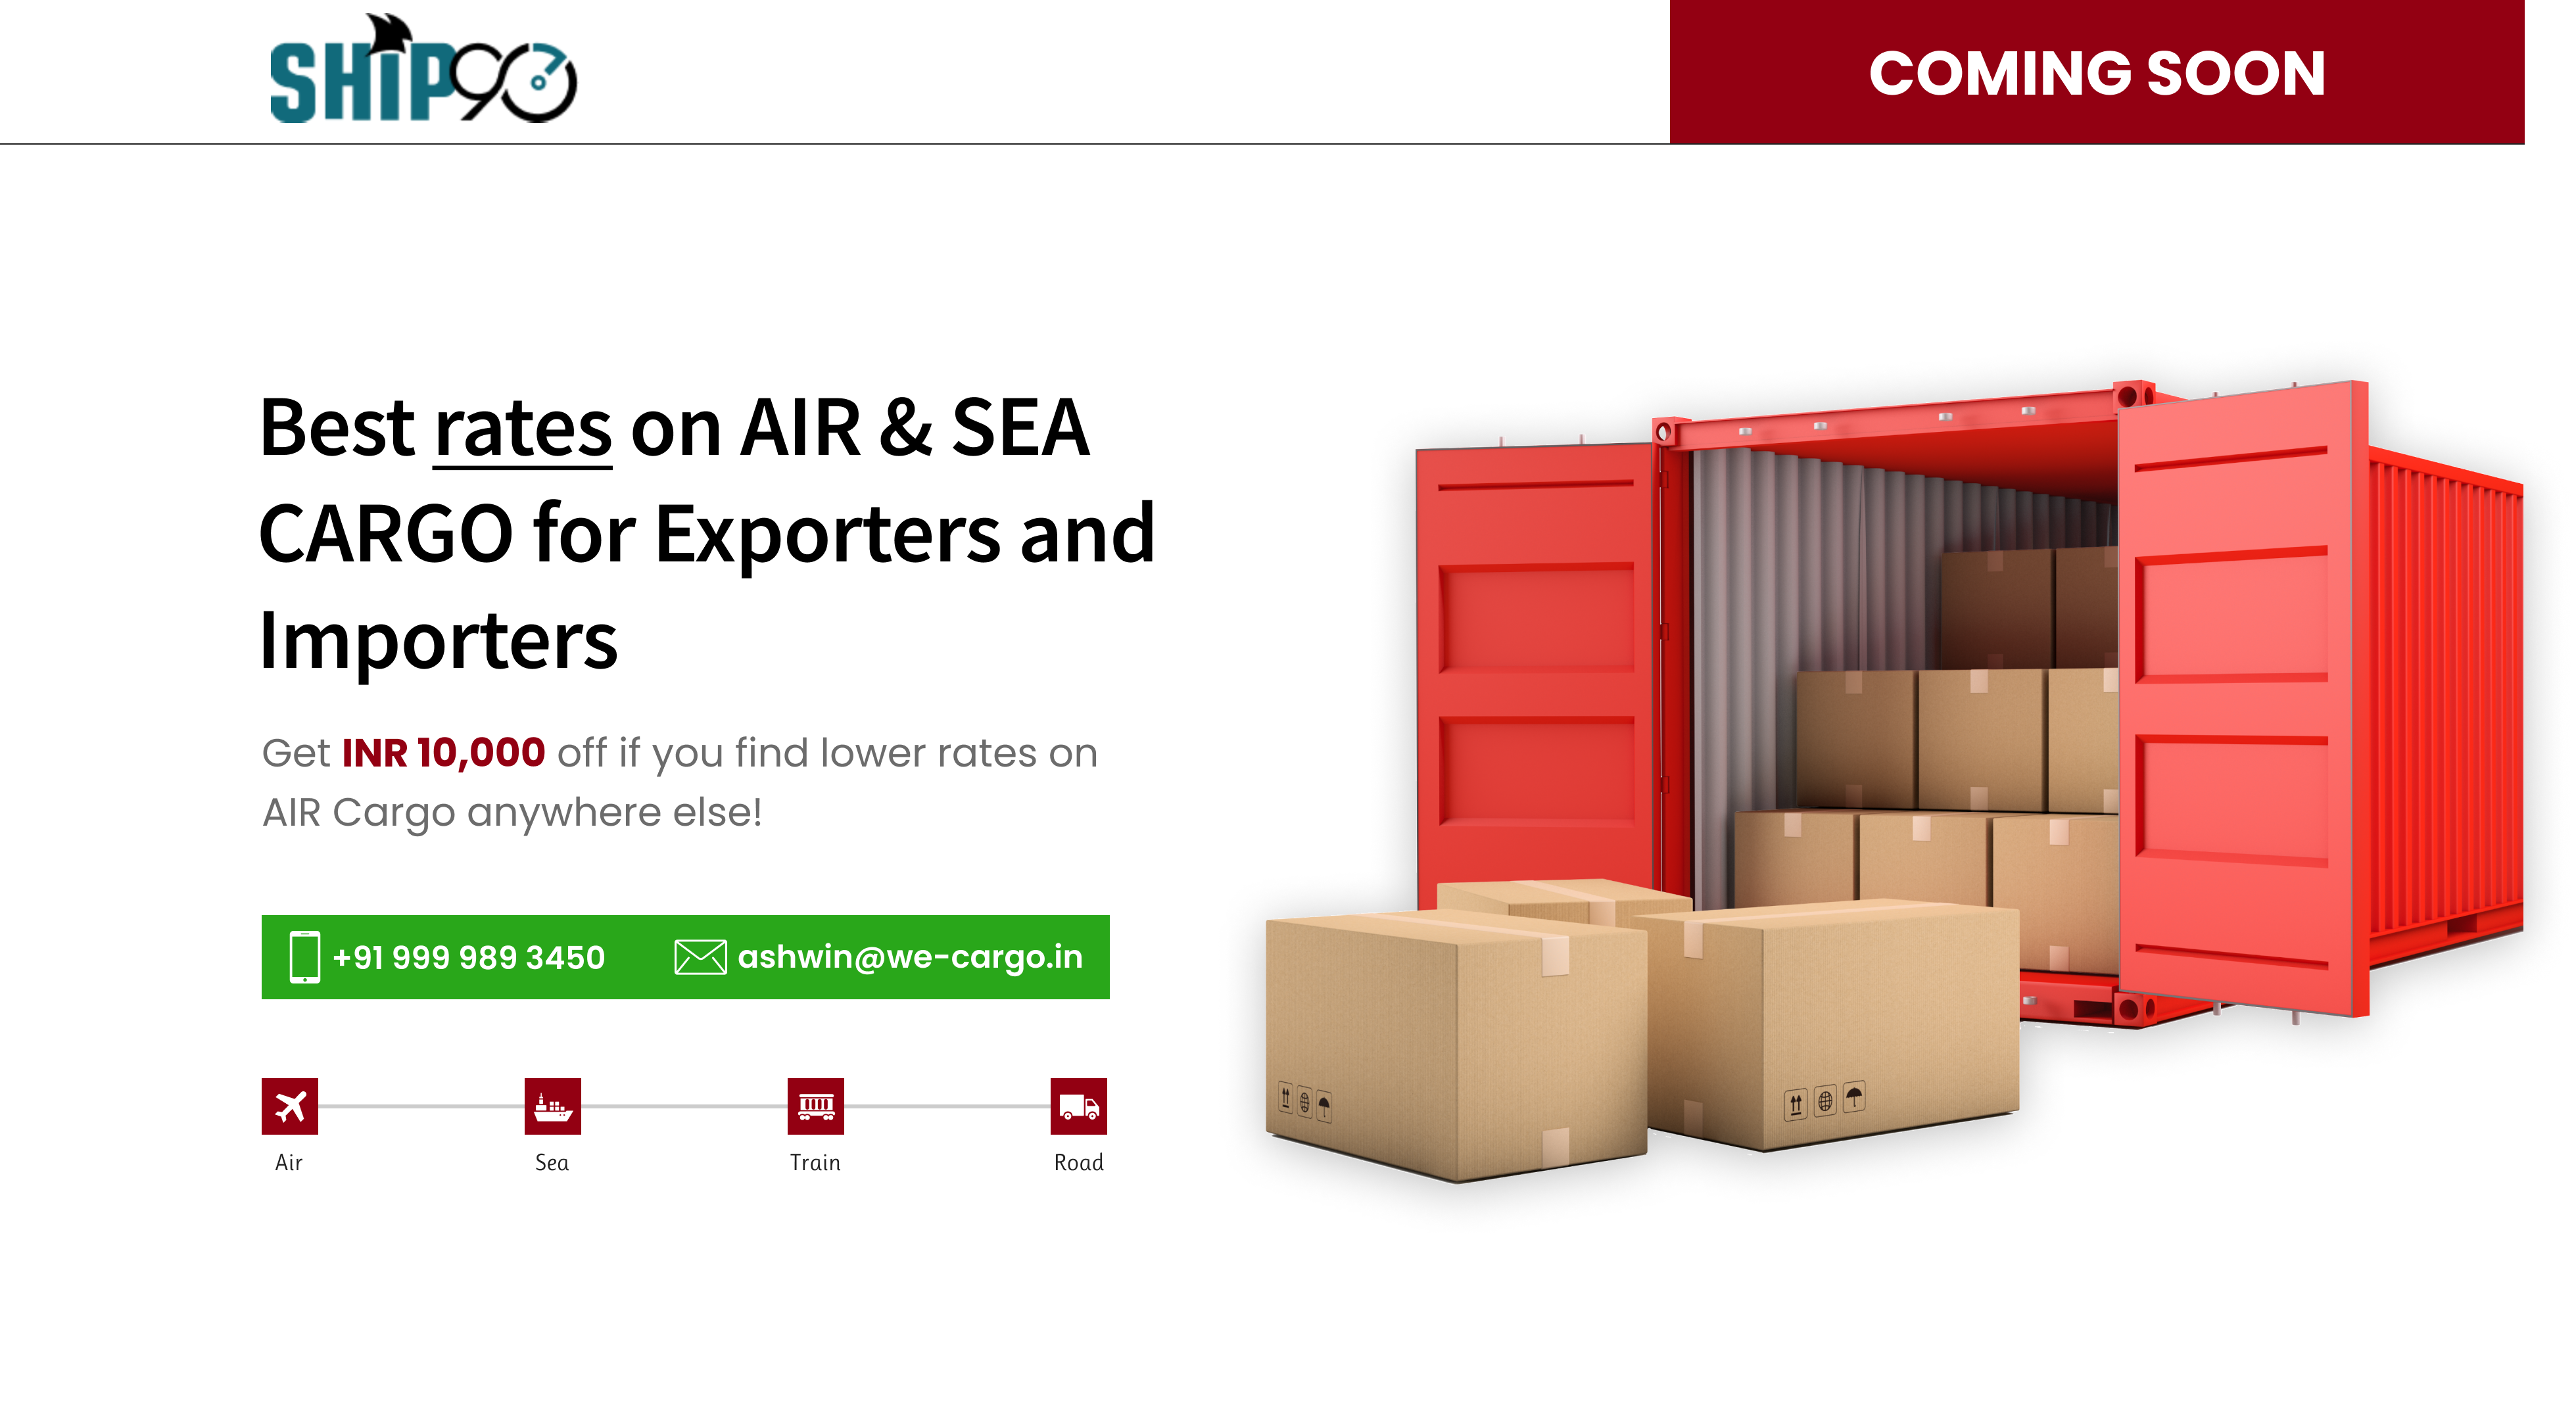 SHIP90
COMING SOON
Best rates on AIR & SEA
CARGO for Exporters and
Importers
Get INR 10,000 off if you find lower rates on
AIR Cargo anywhere else!
+91 999 989 3450
ashwin@we-cargo.in
Air
Sea
Train
Road